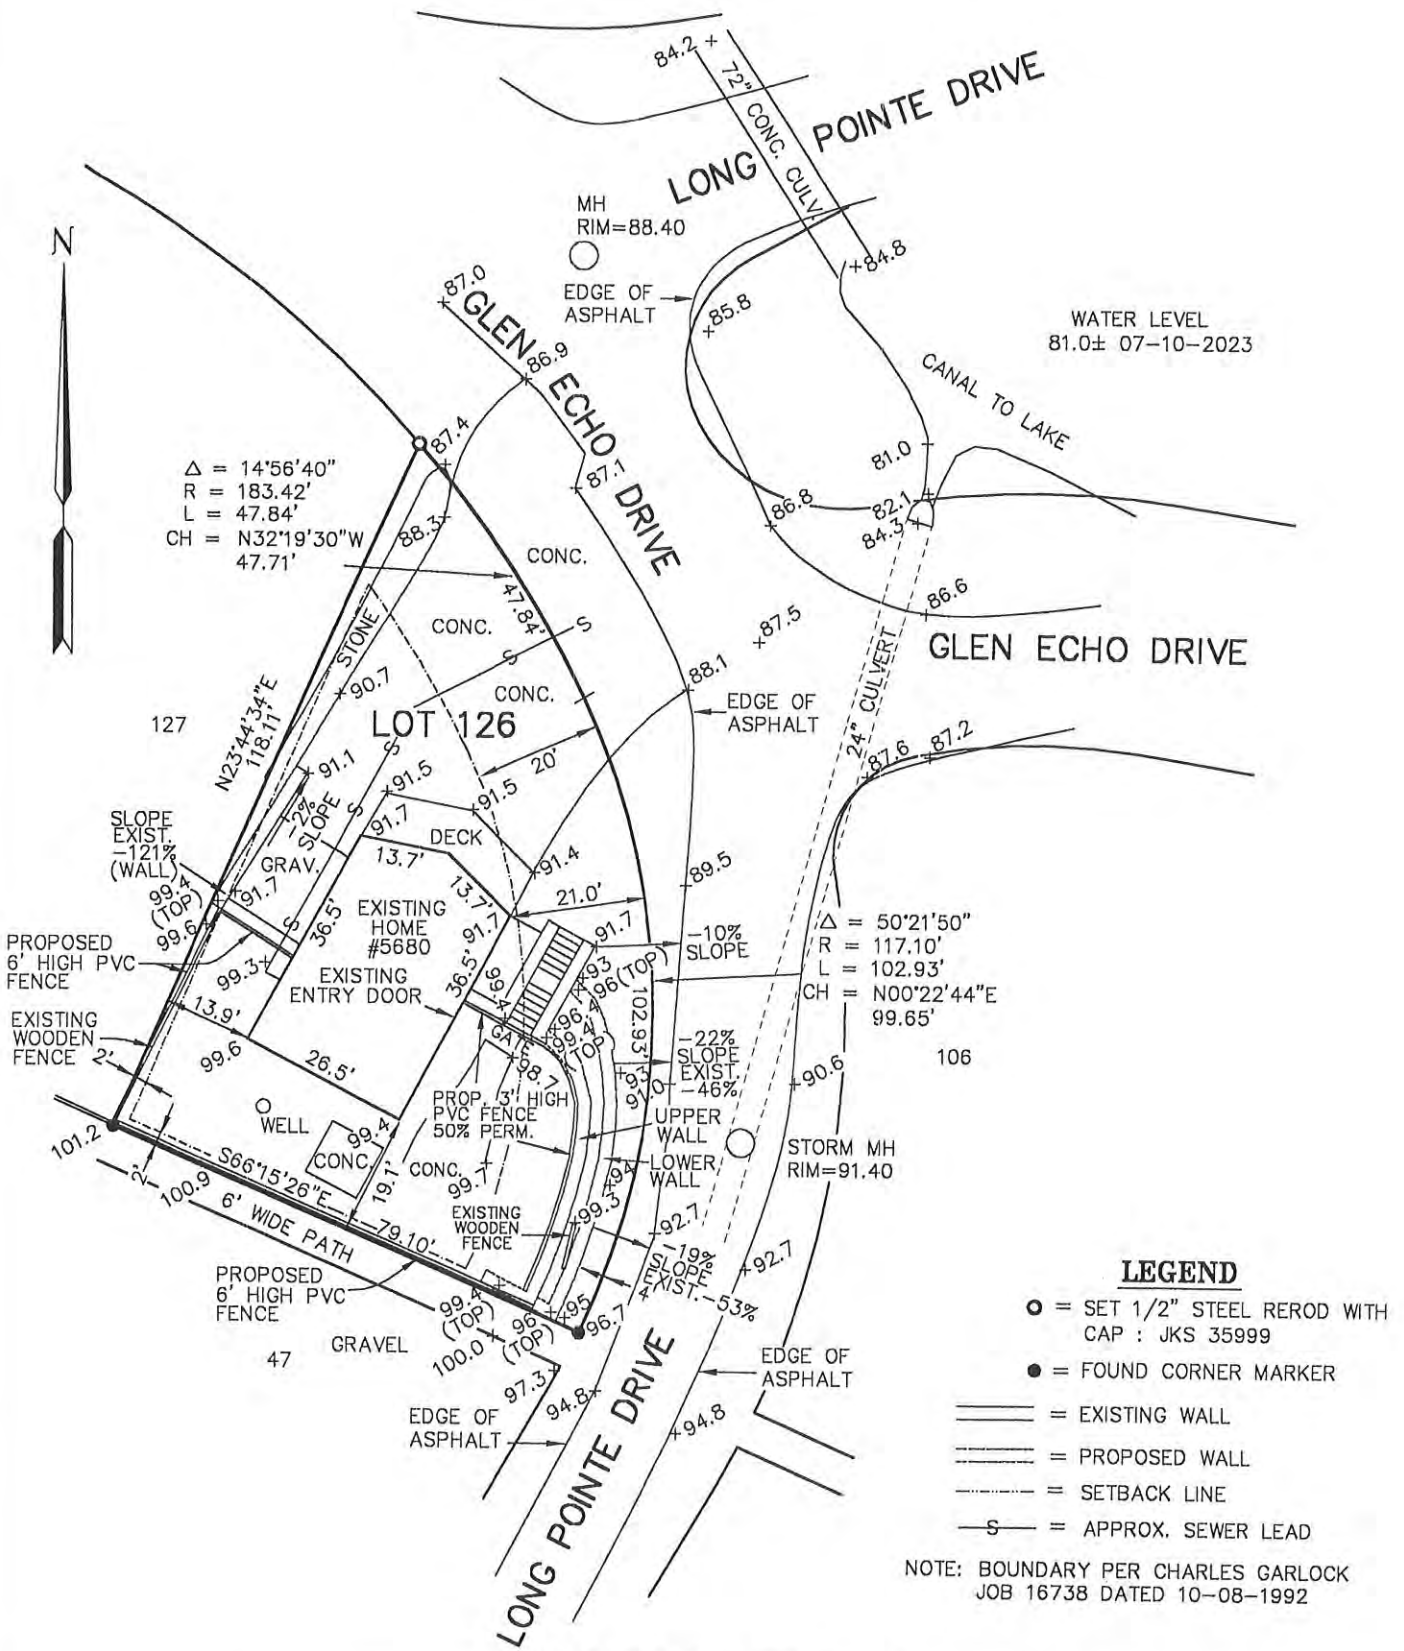 84.2
72" CONC. CULV.
LONG POINTE DRIVE
MH
RIM=88.40
84.8
87.0
GLEN ECHO DRIVE
EDGE OF
ASPHALT
85.8
WATER LEVEL
81.0± 07-10-2023
N
86.9
CANAL TO LAKE
87.4
81.0
Δ = 14°56'40"
R = 183.42'
L = 47.84'
CH = N32°19'30"W
47.71'
87.1
86.8
82.1
84.3
88.3
CONC.
47.84'
86.6
STONE
CONC.
S
S
87.5
GLEN ECHO DRIVE
24" CULVERT
90.7
CONC.
88.1
EDGE OF
ASPHALT
N23°44'34"E
118.11'
127
LOT 126
S
20'
87.6
87.2
91.1
91.5
91.5
-2%
SLOPE
S
91.7
DECK
SLOPE
EXIST.
-121%
(WALL)
GRAV.
13.7'
91.4
89.5
99.4
(TOP)
91.7
13.7'
21.0'
S
36.5'
EXISTING
HOME
#5680
91.7
91.7
-10%
SLOPE
Δ = 50°21'50"
R = 117.10'
L = 102.93'
CH = N00°22'44"E
99.65'
PROPOSED
6' HIGH PVC
FENCE
99.6
99.3
EXISTING
ENTRY DOOR
36.5'
99.4
93
96(TOP)
102.93'
13.9'
96.4
99.4
(TOP)
GATE
EXISTING
WOODEN
FENCE
2'
99.6
26.5'
98.7
-22%
SLOPE
EXIST.
-46%
93
91.0
90.6
106
PROP. 3' HIGH
PVC FENCE
50% PERM.
UPPER
WALL
WELL
99.4
CONC.
101.2
S66°15'26"E
79.10'
19.1'
CONC.
99.7
LOWER
WALL
94
STORM MH
RIM=91.40
2'
100.9
6' WIDE PATH
EXISTING
WOODEN
FENCE
99.3
92.7
-19%
SLOPE
EXIST.-53%
92.7
PROPOSED
6' HIGH PVC
FENCE
99.4
(TOP)
96
(TOP)
95
96.7
GRAVEL
47
100.0
97.3
94.8
EDGE OF
ASPHALT
EDGE OF
ASPHALT
94.8
LONG POINTE DRIVE
LEGEND
= SET 1/2" STEEL REROD WITH
CAP : JKS 35999
= FOUND CORNER MARKER
= EXISTING WALL
= PROPOSED WALL
= SETBACK LINE
S = APPROX. SEWER LEAD
NOTE: BOUNDARY PER CHARLES GARLOCK
JOB 16738 DATED 10-08-1992